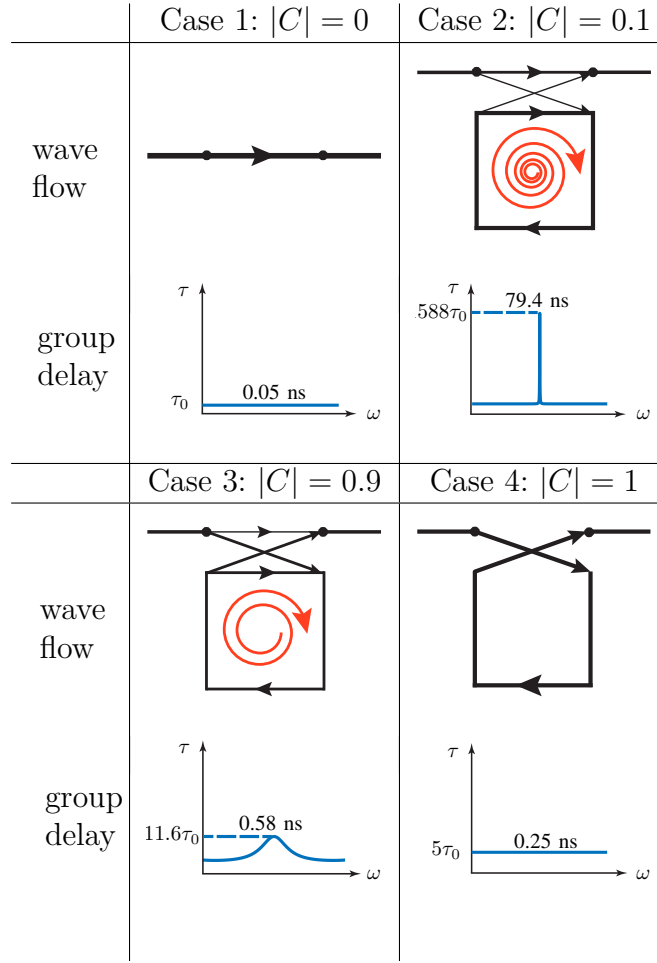 Case 1: |C| = 0
Case 2: |C| = 0.1
wave
flow
group
delay
τ
0.05 ns
τ0
ω
τ
79.4 ns
.588τ0
ω
Case 3: |C| = 0.9
Case 4: |C| = 1
wave
flow
group
delay
τ
0.58 ns
11.6τ0
ω
τ
0.25 ns
5τ0
ω